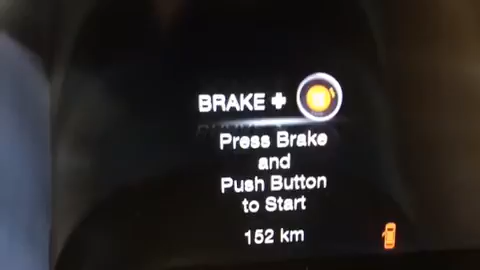 BRAKE +
Press Brake
and
Push Button
to Start
152 km